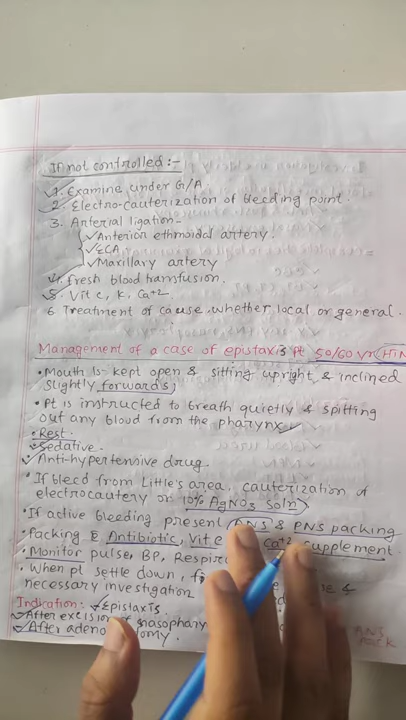 If not controlled :-
1. Examine under G/A
2. Electro-cauterization of bleeding point.
3. Arterial ligation-
Anterior ethmoidal artery.
ECA
Maxillary artery
4. Fresh blood transfusion.
5. Vit c, K, Ca+2.
6. Treatment of cause, whether local or general.
Management of a case of epistaxis pt 50/60 yr HTN
• Mouth is kept open & sitting upright & inclined
slightly forwards;
• Pt is instructed to breath quietly & spitting
out any blood from the pharynx
• Rest.
• Sedative.
• Anti-hypertensive drug.
• If bleed from Little's area, cauterization
electrocautery or 10% AgNO3 Soln
• If active bleeding present, ANS & PNS packing
Packing Antibiotic, Vit Ca+2 supplement.
• Monitor pulse, BP,
• When pt settle down, &
necessary investigation
Indication: - Epistaxis.
- After excision of
- After
ANS
pack